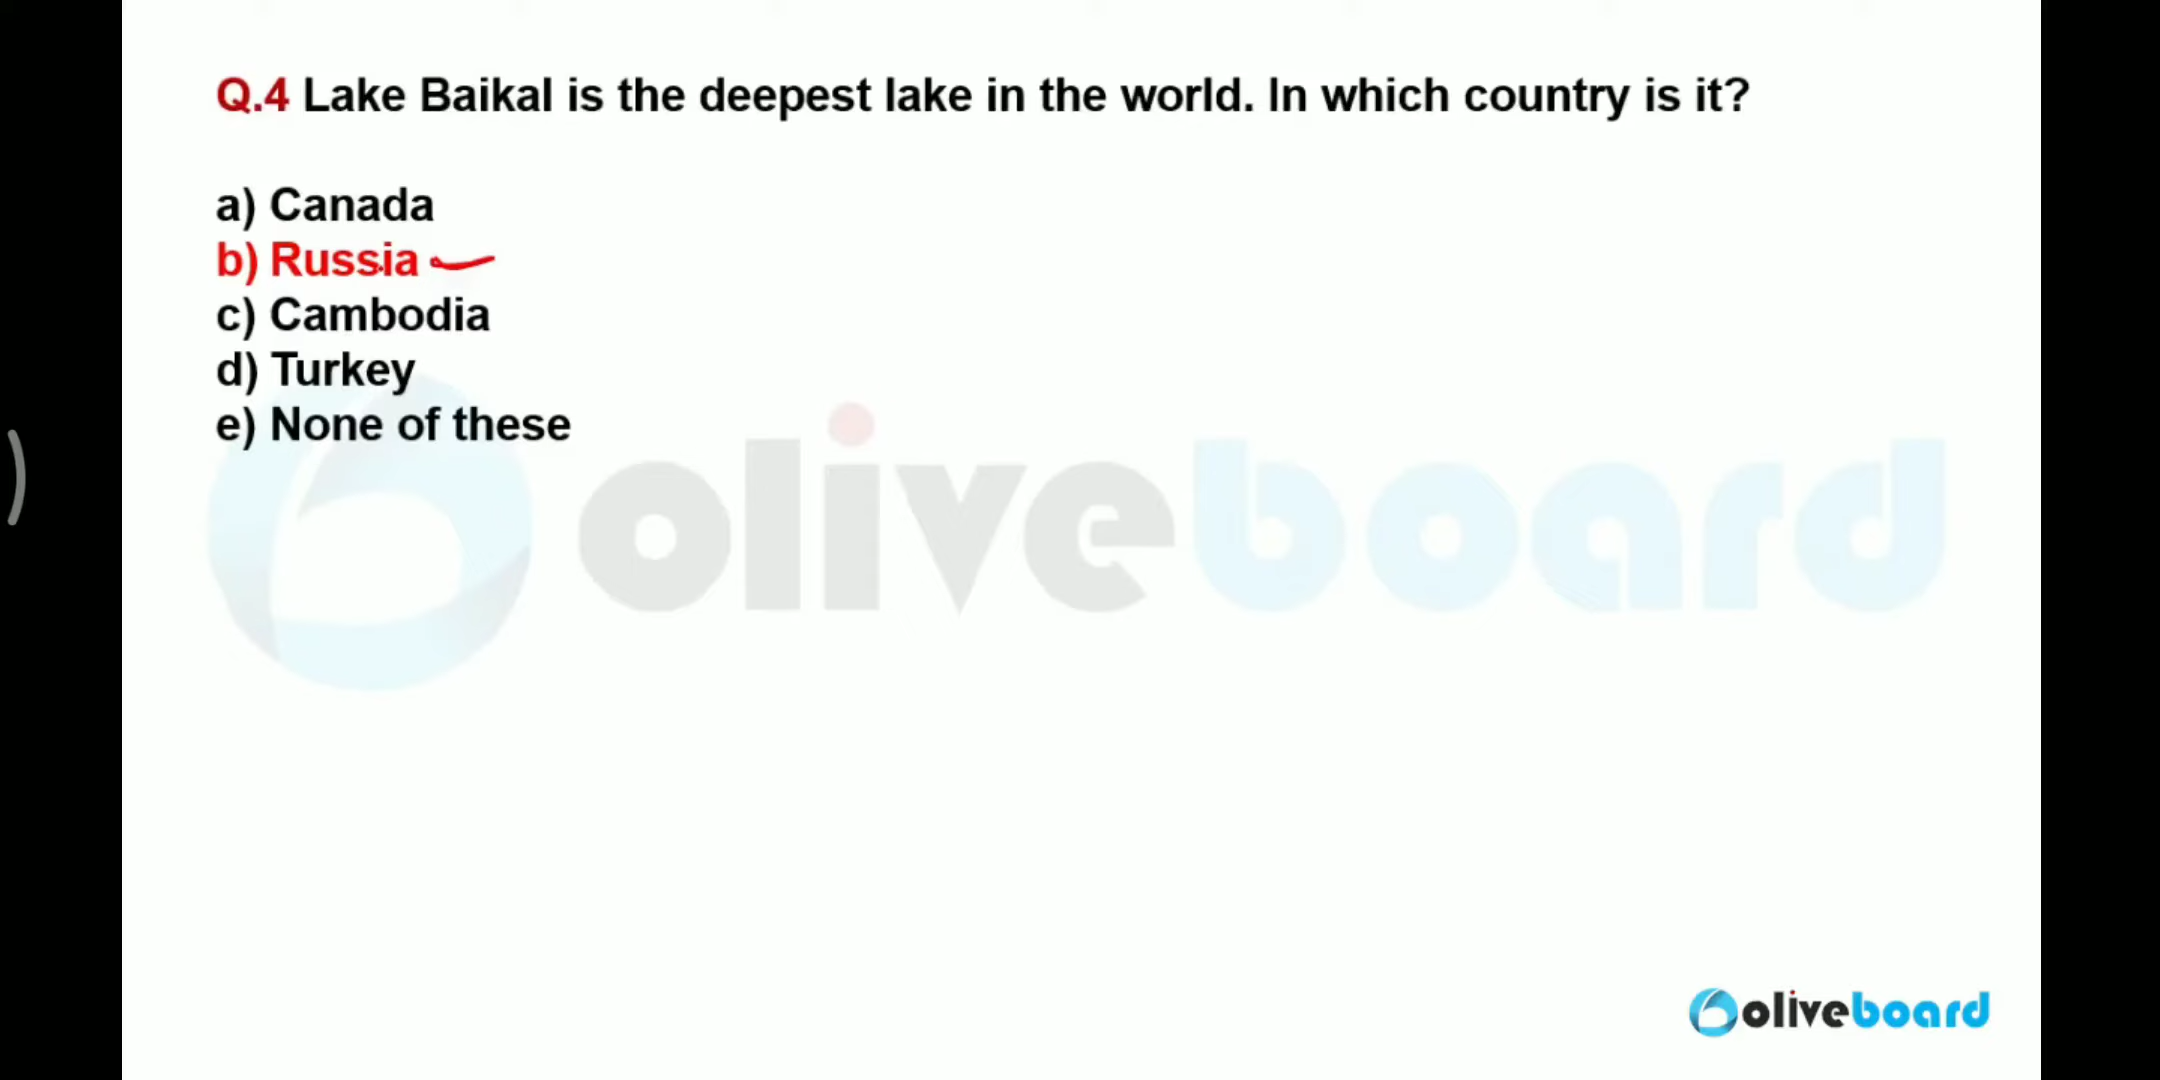 Q.4 Lake Baikal is the deepest lake in the world. In which country is it?
a) Canada
b) Russia
c) Cambodia
d) Turkey
e) None of these
oliveboard
oliveboard